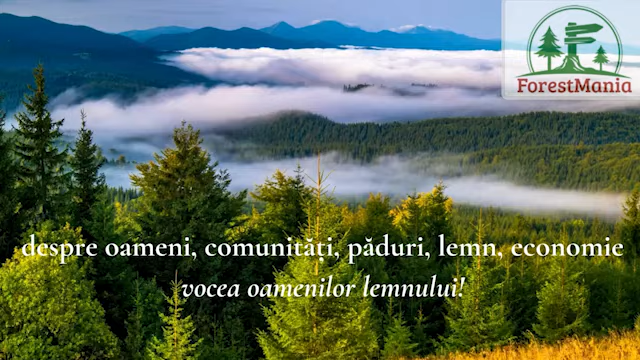 ForestMania
despre oameni, comunități, păduri, lemn, economie
vocea oamenilor lemnului!